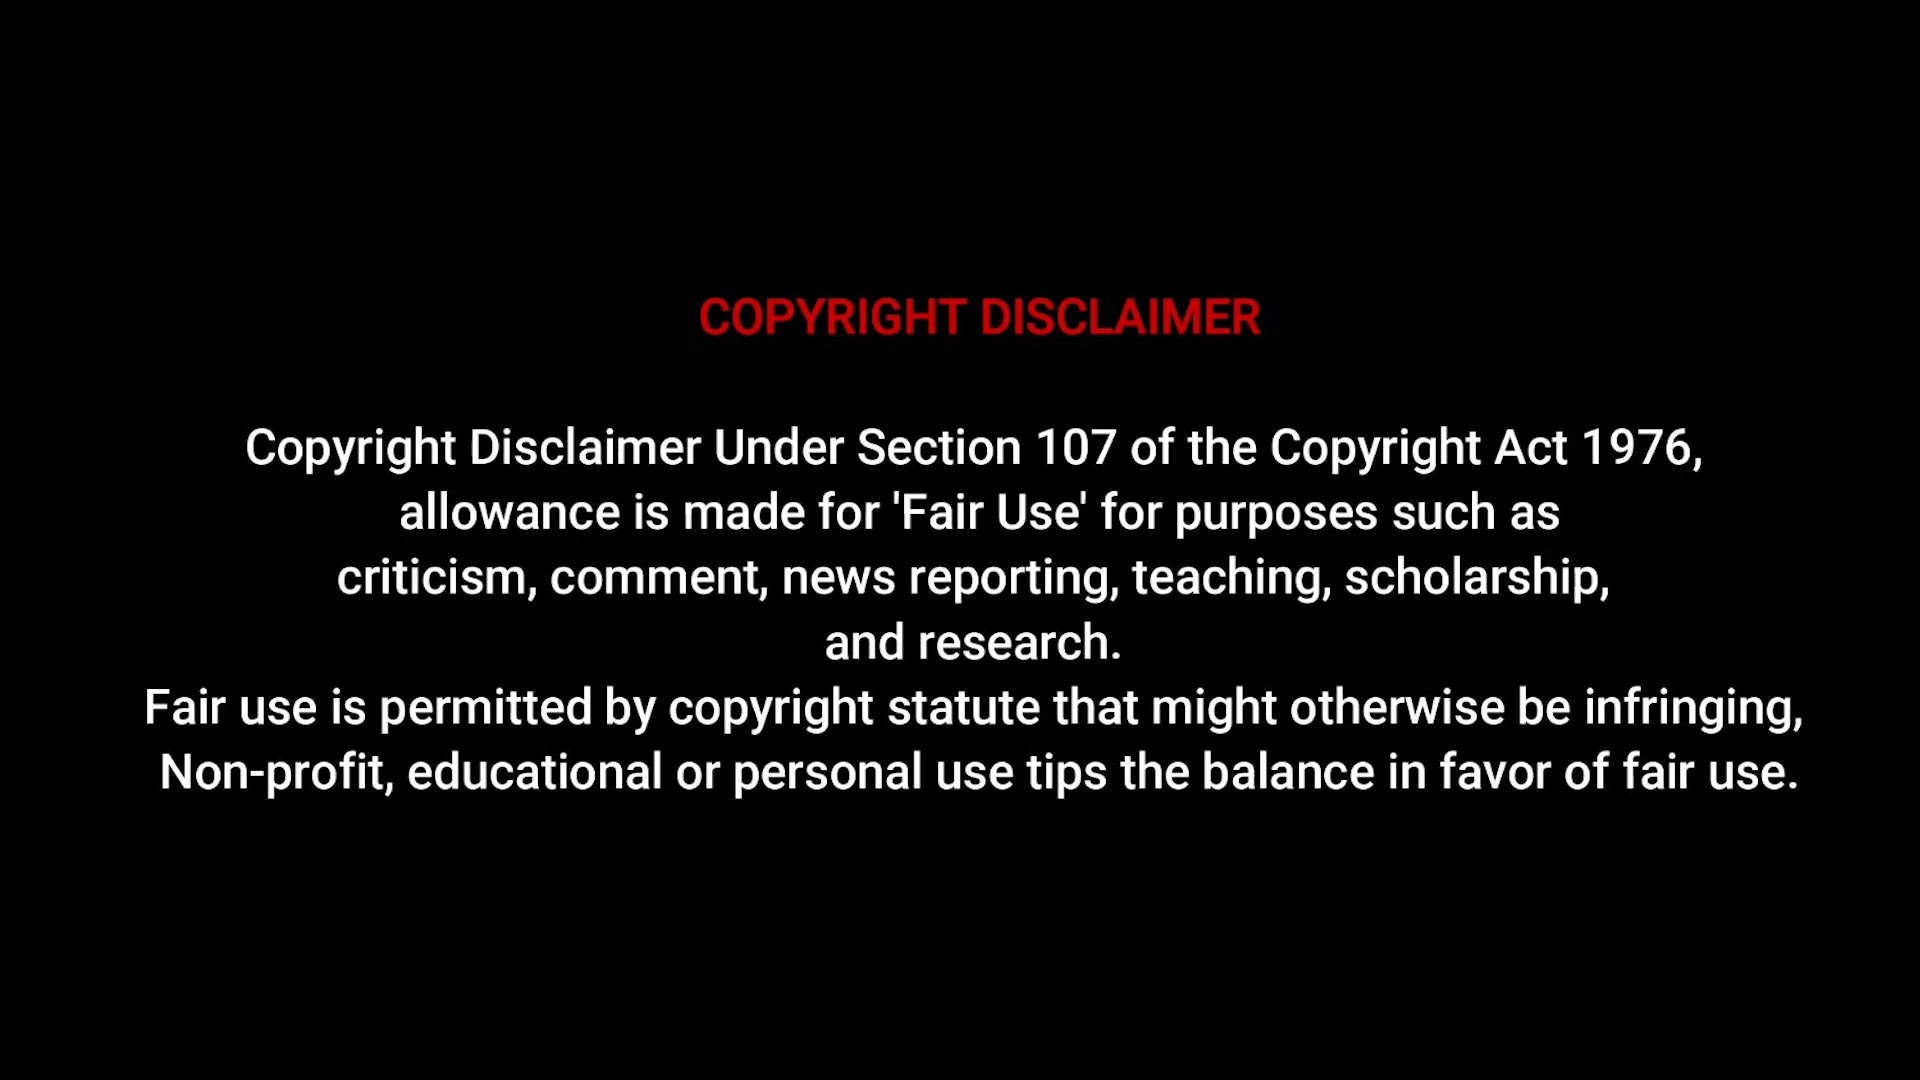 COPYRIGHT DISCLAIMER
Copyright Disclaimer Under Section 107 of the Copyright Act 1976,
allowance is made for 'Fair Use' for purposes such as
criticism, comment, news reporting, teaching, scholarship,
and research.
Fair use is permitted by copyright statute that might otherwise be infringing,
Non-profit, educational or personal use tips the balance in favor of fair use.